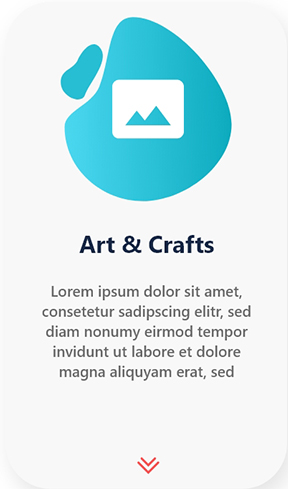 Art & Crafts
Lorem ipsum dolor sit amet,
consetetur sadipscing elitr, sed
diam nonumy eirmod tempor
invidunt ut labore et dolore
magna aliquyam erat, sed